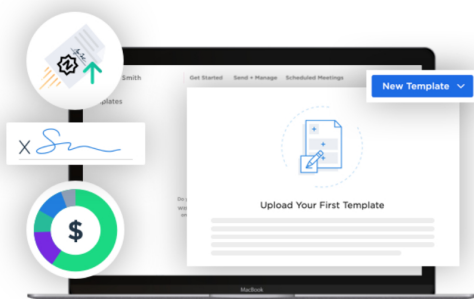 Smith
Get Started Send + Manage Scheduled Meetings
New Template
plates
X
Upload Your First Template
$
MacBook